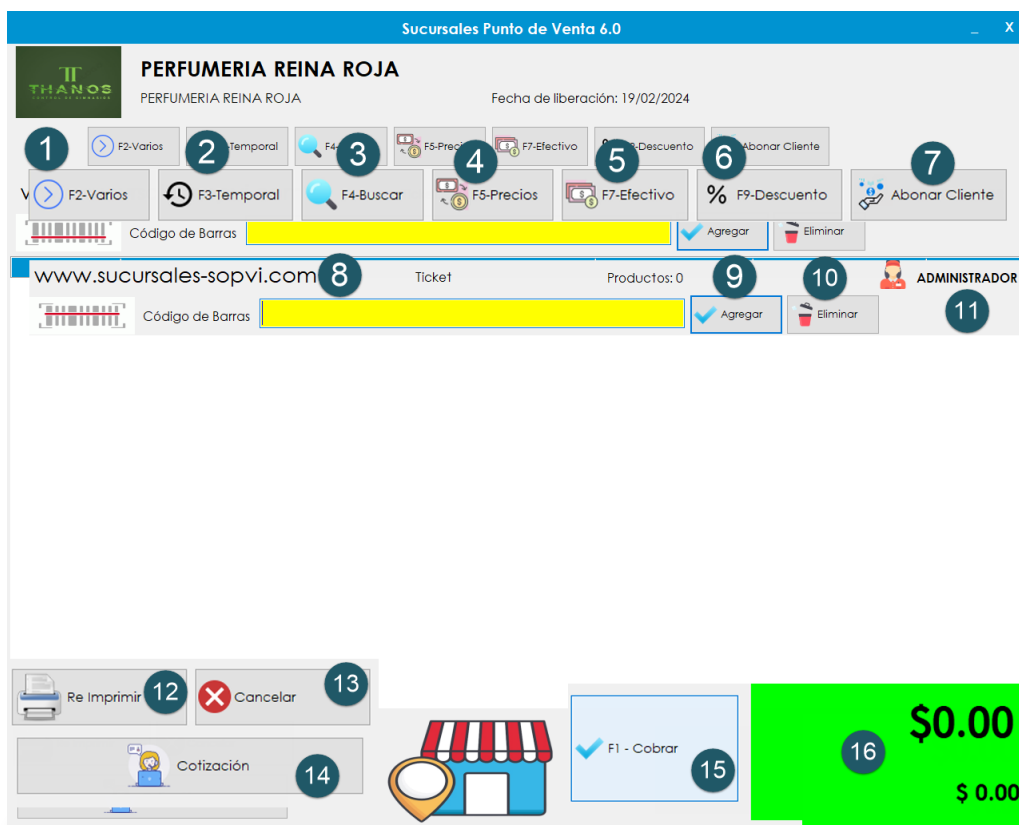 Sucursales Punto de Venta 6.0 _ X
THANOS
PERFUMERIA REINA ROJA
PERFUMERIA REINA ROJA Fecha de liberación: 19/02/2024
1 F2-Varios 2 Temporal 3 F5-Preci 4 F7-Efectivo 5 Descuento 6 Abonar Cliente 7
F2-Varios F3-Temporal F4-Buscar F5-Precios F7-Efectivo % F9-Descuento Abonar Cliente
Código de Barras Agregar Eliminar
www.sucursales-sopvi.com 8 Ticket Productos: 0 9 10 ADMINISTRADOR
Código de Barras Agregar Eliminar 11
Re Imprimir 12 Cancelar 13
Cotización 14
F1 - Cobrar 15
$0.00
16
$ 0.00